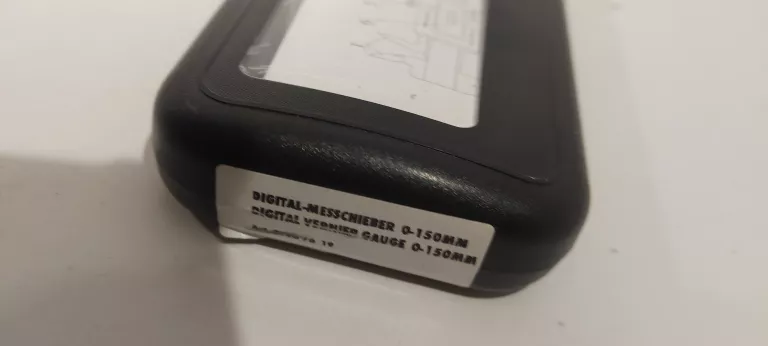 DIGITAL-MESSCHIEBER 0-150MM
DIGITAL VERNIER GAUGE 0-150MM